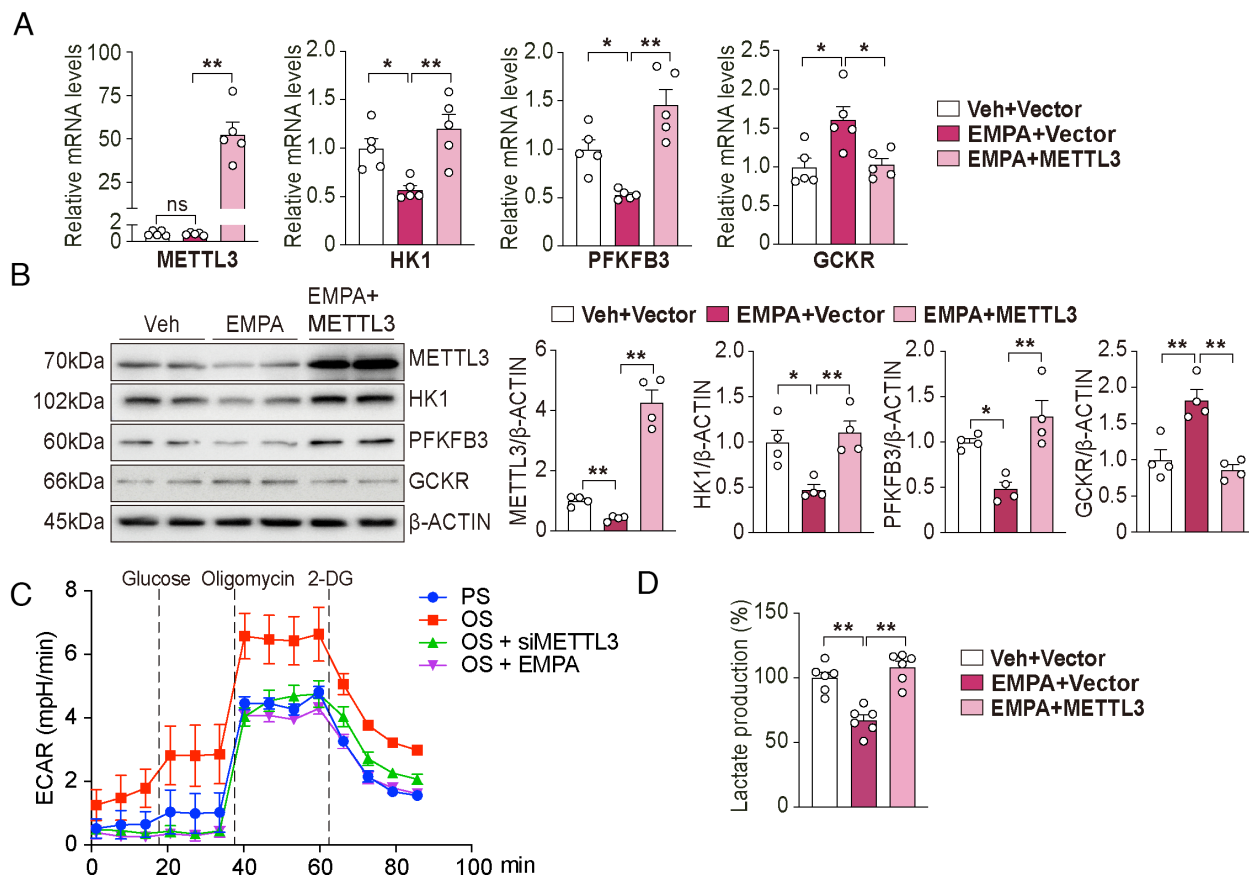 A
Relative mRNA levels
100
75
50
25
2
0
ns
**
METTL3
Relative mRNA levels
2.0
1.5
1.0
0.5
0.0
*
**
HK1
Relative mRNA levels
2.0
1.5
1.0
0.5
0.0
*
**
PFKFB3
Relative mRNA levels
2.5
2.0
1.5
1.0
0.5
0.0
*
*
GCKR
Veh+Vector
EMPA+Vector
EMPA+METTL3
B
Veh
EMPA
EMPA+
METTL3
70kDa
METTL3
102kDa
HK1
60kDa
PFKFB3
66kDa
GCKR
45kDa
β-ACTIN
Veh+Vector
EMPA+Vector
EMPA+METTL3
METTL3/β-ACTIN
6
4
2
0
**
**
HK1/β-ACTIN
2.0
1.5
1.0
0.5
0.0
*
**
PFKFB3/β-ACTIN
2.0
1.5
1.0
0.5
0.0
*
**
GCKR/β-ACTIN
2.5
2.0
1.5
1.0
0.5
0.0
**
**
C
Glucose
Oligomycin
2-DG
ECAR (mpH/min)
8
6
4
2
0
0
20
40
60
80
100
min
PS
OS
OS + siMETTL3
OS + EMPA
D
Lactate production (%)
150
100
50
0
**
**
Veh+Vector
EMPA+Vector
EMPA+METTL3